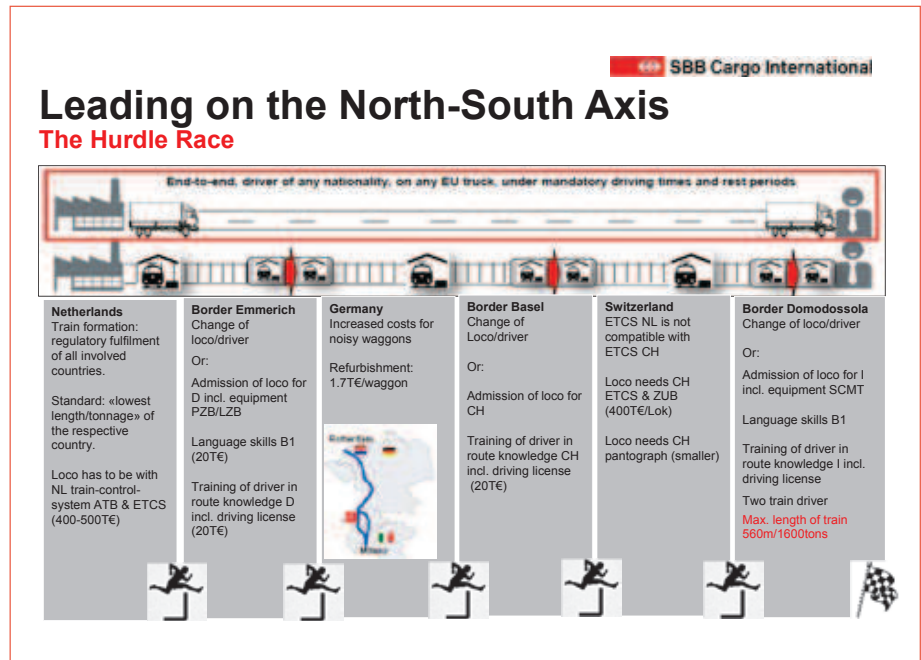 SBB Cargo International
Leading on the North-South Axis
The Hurdle Race
End-to-end, driver of any nationality, on any EU truck, under mandatory driving times and rest periods
Netherlands
Train formation:
regulatory fulfilment
of all involved
countries.
Standard: «lowest
length/tonnage» of
the respective
country.
Loco has to be with
NL train-control-
system ATB & ETCS
(400-500T€)
Border Emmerich
Change of
loco/driver
Or:
Admission of loco for
D incl. equipment
PZB/LZB
Language skills B1
(20T€)
Training of driver in
route knowledge D
incl. driving license
(20T€)
Germany
Increased costs for
noisy waggons
Refurbishment:
1.7T€/waggon
Rotterdam
Milano
Border Basel
Change of
Loco/driver
Or:
Admission of loco for
CH
Training of driver in
route knowledge CH
incl. driving license
(20T€)
Switzerland
ETCS NL is not
compatible with
ETCS CH
Loco needs CH
ETCS & ZUB
(400T€/Lok)
Loco needs CH
pantograph (smaller)
Border Domodossola
Change of loco/driver
Or:
Admission of loco for I
incl. equipment SCMT
Language skills B1
Training of driver in
route knowledge I incl.
driving license
Two train driver
Max. length of train
560m/1600tons